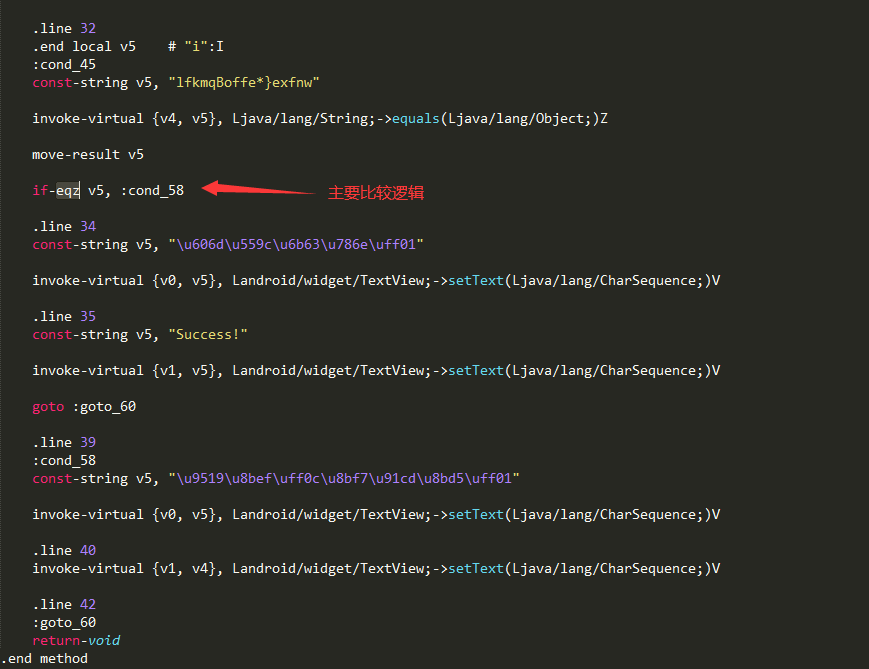 .line 32
.end local v5    # "i":I
:cond_45
const-string v5, "lfkmqBoffe*}exfnw"
invoke-virtual {v4, v5}, Ljava/lang/String;->equals(Ljava/lang/Object;)Z
move-result v5
if-eqz v5, :cond_58 主要比较逻辑
.line 34
const-string v5, "\u606d\u559c\u6b63\u786e\uff01"
invoke-virtual {v0, v5}, Landroid/widget/TextView;->setText(Ljava/lang/CharSequence;)V
.line 35
const-string v5, "Success!"
invoke-virtual {v1, v5}, Landroid/widget/TextView;->setText(Ljava/lang/CharSequence;)V
goto :goto_60
.line 39
:cond_58
const-string v5, "\u9519\u8bef\uff0c\u8bf7\u91cd\u8bd5\uff01"
invoke-virtual {v0, v5}, Landroid/widget/TextView;->setText(Ljava/lang/CharSequence;)V
.line 40
invoke-virtual {v1, v4}, Landroid/widget/TextView;->setText(Ljava/lang/CharSequence;)V
.line 42
:goto_60
return-void
.end method